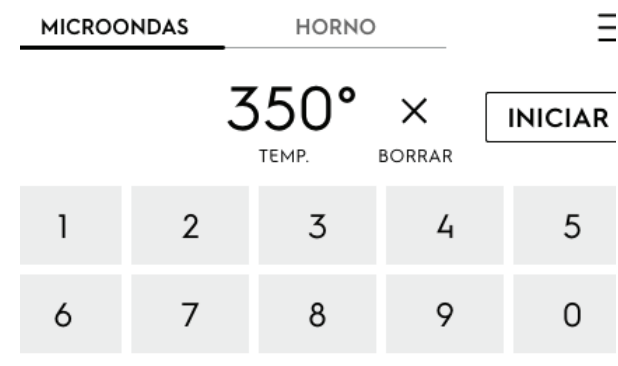 MICROONDAS HORNO
350° × INICIAR
TEMP. BORRAR
1 2 3 4 5
6 7 8 9 0